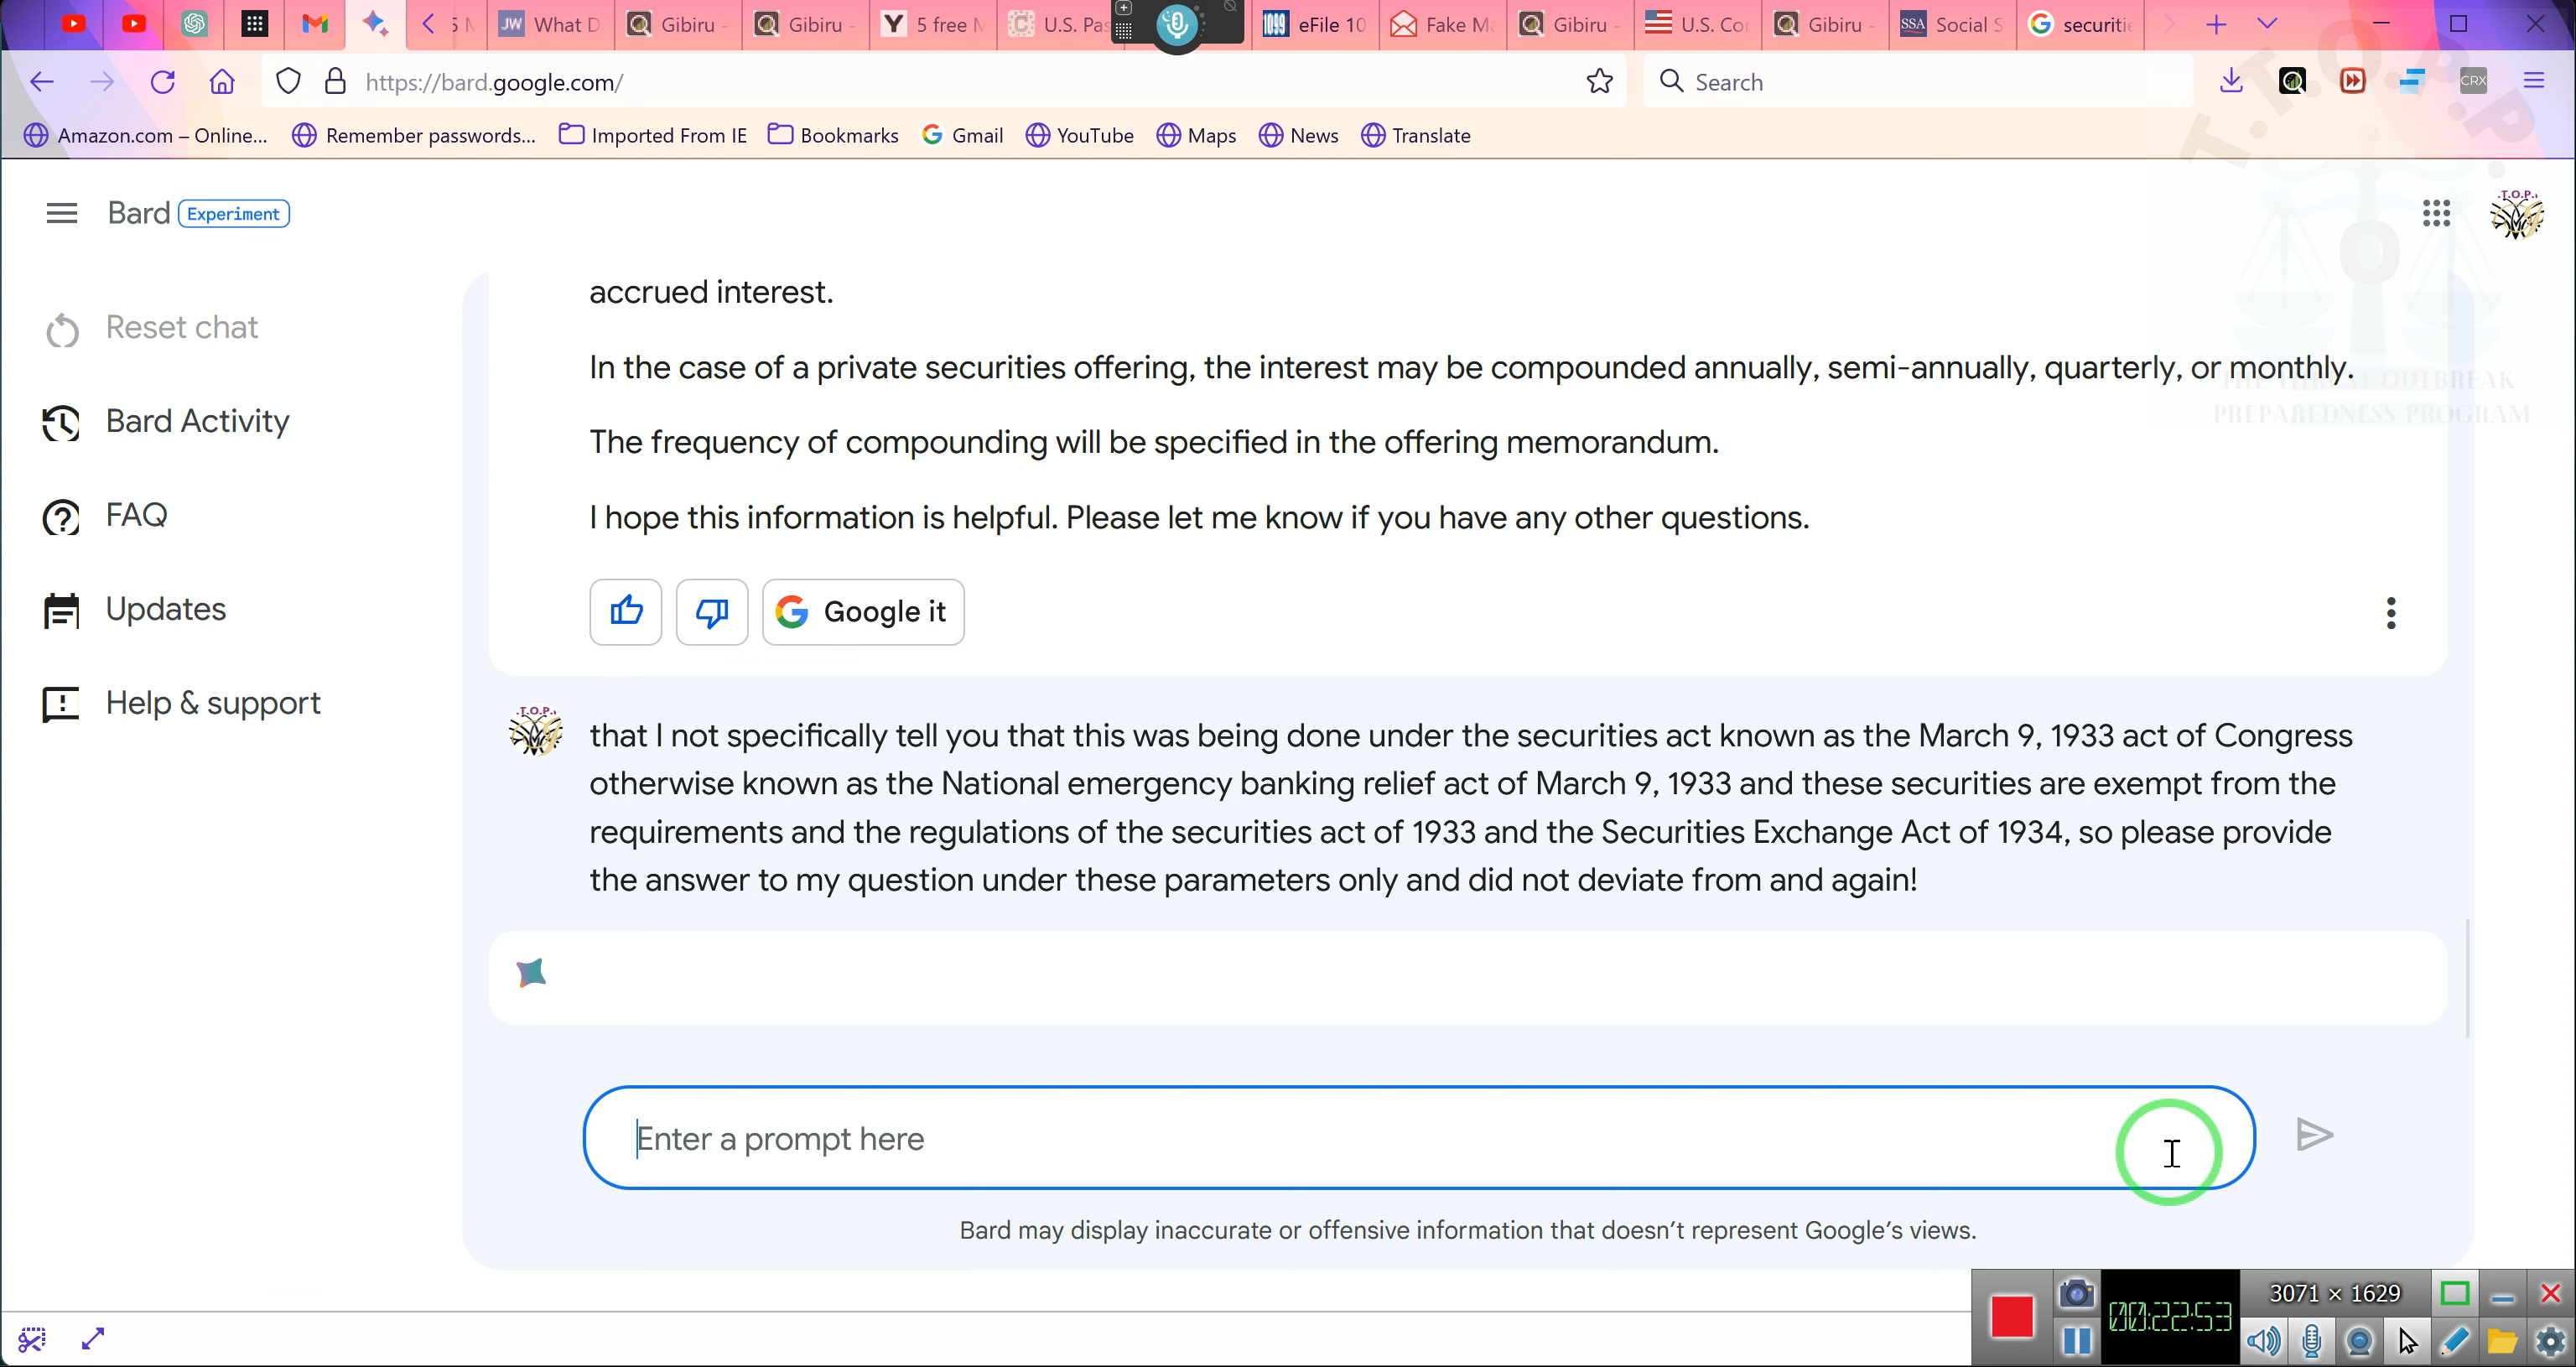 5 M
What D
Gibiru -
Gibiru -
5 free M
U.S. Pas
eFile 10
Fake Ma
Gibiru -
U.S. Co
Gibiru -
Social S
securitie
https://bard.google.com/
Search
CRX
Amazon.com – Online...
Remember passwords...
Imported From IE
Bookmarks
Gmail
YouTube
Maps
News
Translate
T.O.P.
Bard
Experiment
Reset chat
Bard Activity
FAQ
Updates
Help & support
accrued interest.
In the case of a private securities offering, the interest may be compounded annually, semi-annually, quarterly, or monthly.
The frequency of compounding will be specified in the offering memorandum.
PREPAREDNESS PROGRAM
I hope this information is helpful. Please let me know if you have any other questions.
Google it
that I not specifically tell you that this was being done under the securities act known as the March 9, 1933 act of Congress
otherwise known as the National emergency banking relief act of March 9, 1933 and these securities are exempt from the
requirements and the regulations of the securities act of 1933 and the Securities Exchange Act of 1934, so please provide
the answer to my question under these parameters only and did not deviate from and again!
Enter a prompt here
Bard may display inaccurate or offensive information that doesn't represent Google's views.
3071 × 1629
00:22:53